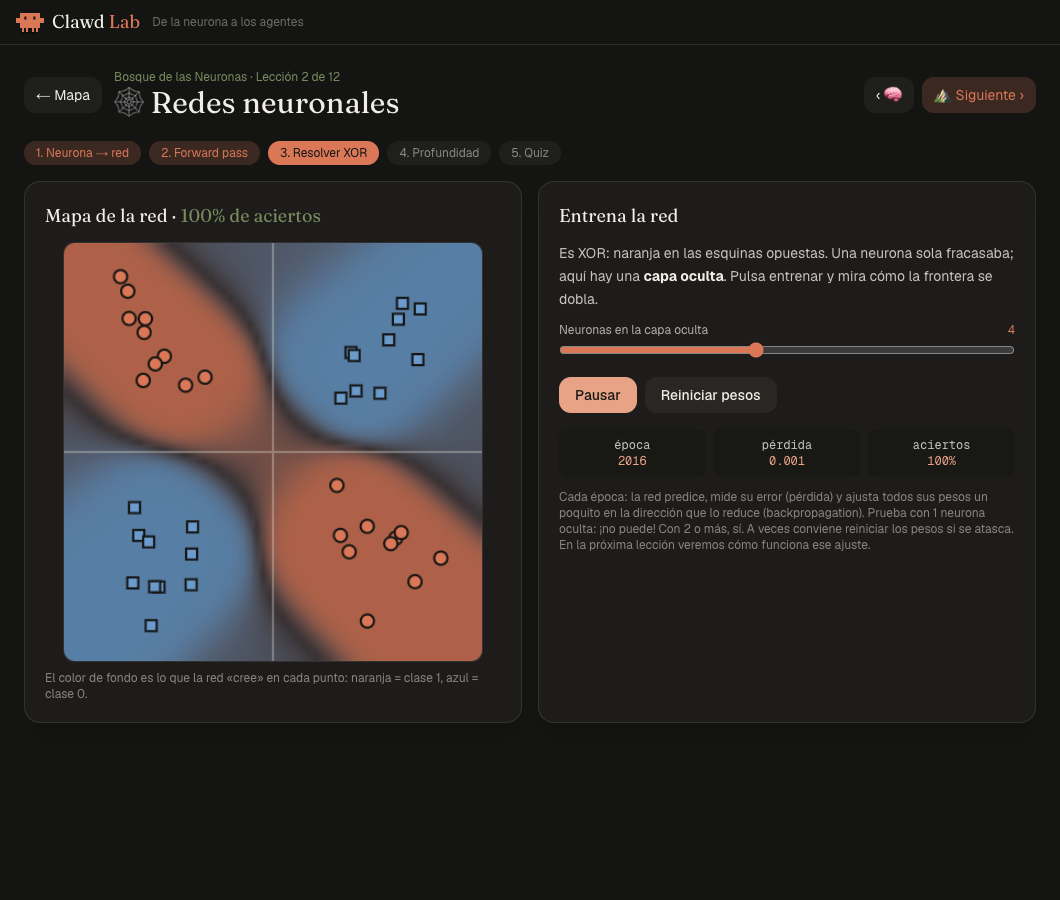 Clawd Lab De la neurona a los agentes
← Mapa
Bosque de las Neuronas · Lección 2 de 12
Redes neuronales
‹
Siguiente ›
1. Neurona → red
2. Forward pass
3. Resolver XOR
4. Profundidad
5. Quiz
Mapa de la red · 100% de aciertos
El color de fondo es lo que la red «cree» en cada punto: naranja = clase 1, azul =
clase 0.
Entrena la red
Es XOR: naranja en las esquinas opuestas. Una neurona sola fracasaba;
aquí hay una capa oculta. Pulsa entrenar y mira cómo la frontera se
dobla.
Neuronas en la capa oculta 4
Pausar
Reiniciar pesos
época
2016
pérdida
0.001
aciertos
100%
Cada época: la red predice, mide su error (pérdida) y ajusta todos sus pesos un
poquito en la dirección que lo reduce (backpropagation). Prueba con 1 neurona
oculta: ¡no puede! Con 2 o más, sí. A veces conviene reiniciar los pesos si se atasca.
En la próxima lección veremos cómo funciona ese ajuste.